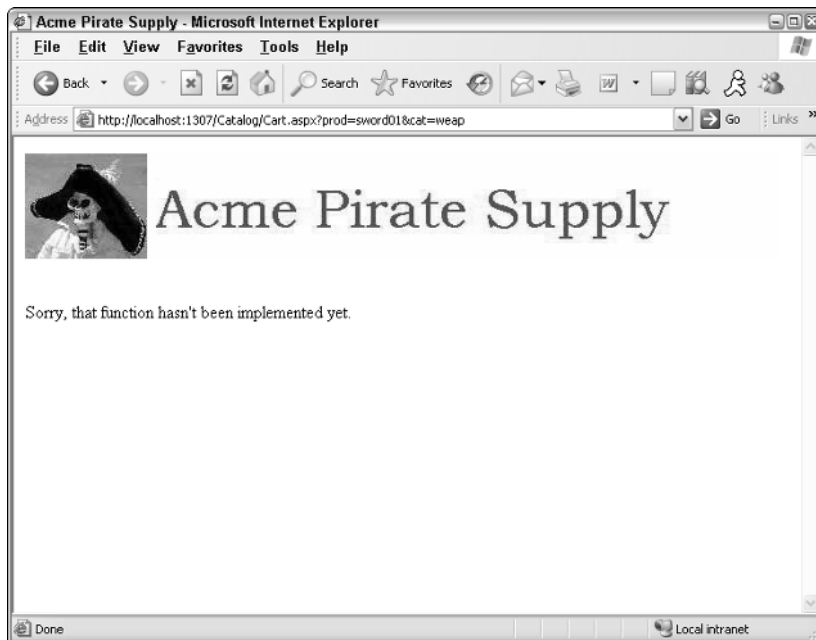 Acme Pirate Supply - Microsoft Internet Explorer
File Edit View Favorites Tools Help
Back Search Favorites W
Address http://localhost:1307/Catalog/Cart.aspx?prod=sword01&cat=weap Go Links »
Acme Pirate Supply
Sorry, that function hasn't been implemented yet.
Done Local intranet